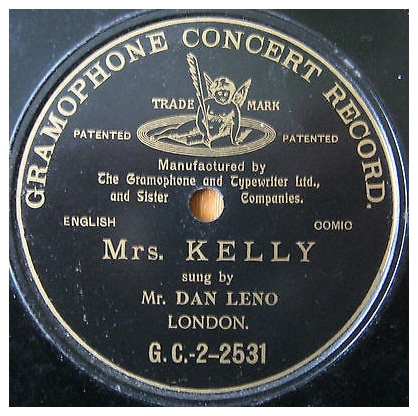 GRAMOPHONE CONCERT RECORD.
TRADE MARK
PATENTED PATENTED
Manufactured by
The Gramophone and Typewriter Ltd.,
and Sister Companies.
ENGLISH COMIC
Mrs. KELLY
sung by
Mr. DAN LENO
LONDON.
G.C.-2-2531